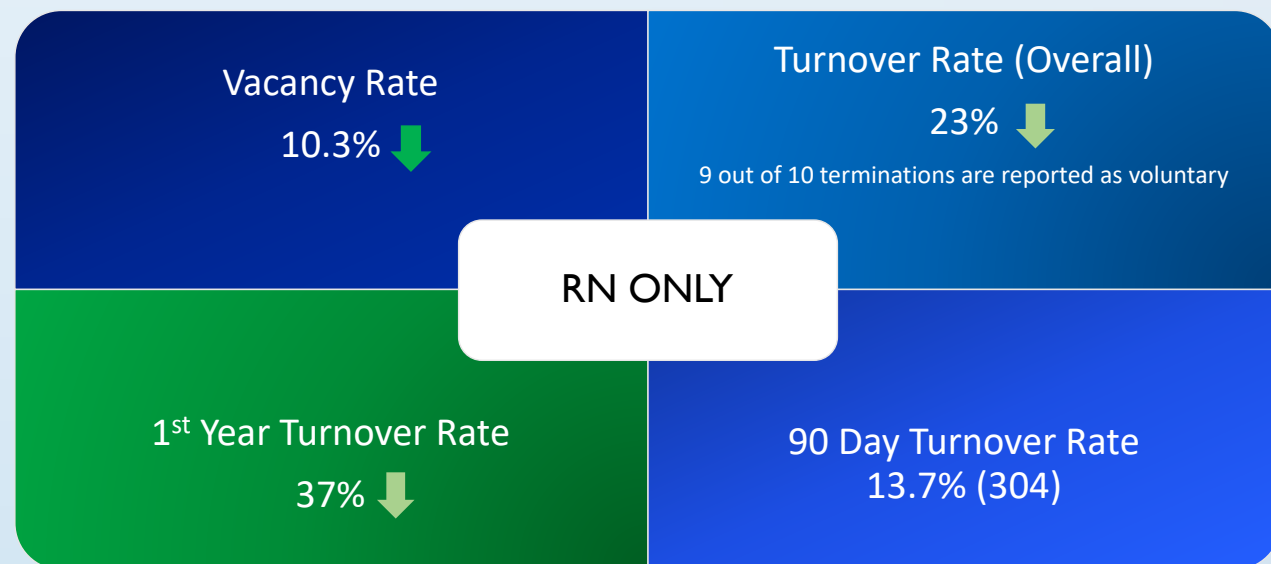 Vacancy Rate
10.3%
Turnover Rate (Overall)
23%
9 out of 10 terminations are reported as voluntary
RN ONLY
1st Year Turnover Rate
37%
90 Day Turnover Rate
13.7% (304)